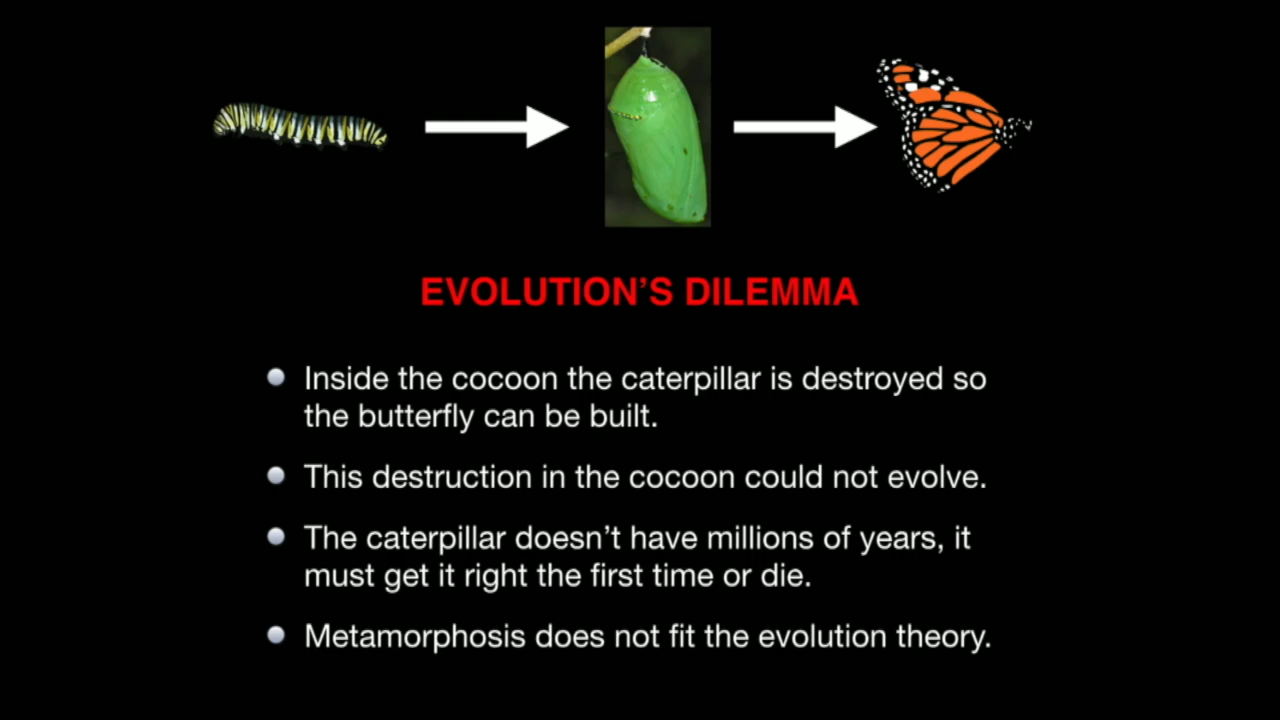 EVOLUTION’S DILEMMA
Inside the cocoon the caterpillar is destroyed so
the butterfly can be built.
This destruction in the cocoon could not evolve.
The caterpillar doesn’t have millions of years, it
must get it right the first time or die.
Metamorphosis does not fit the evolution theory.